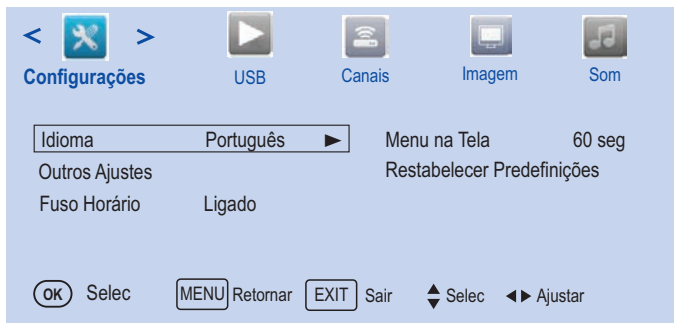 Configurações USB Canais Imagem Som
Idioma Português Menu na Tela 60 seg
Outros Ajustes Restabelecer Predefinições
Fuso Horário Ligado
OK Selec MENU Retornar EXIT Sair Selec Ajustar